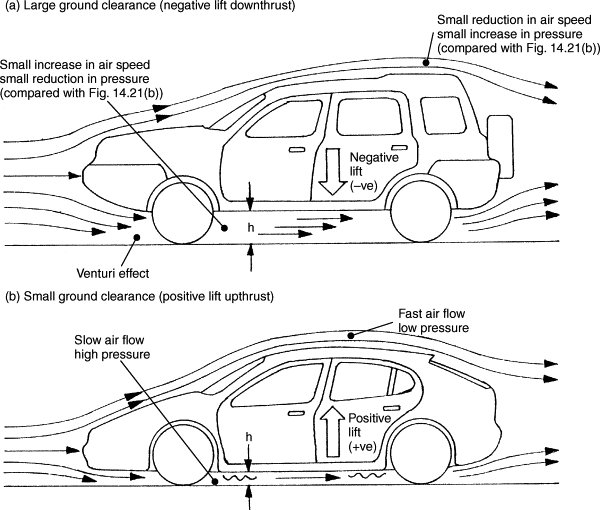 (a) Large ground clearance (negative lift downthrust)
Small reduction in air speed
small increase in pressure
(compared with Fig. 14.21(b))
Small increase in air speed
small reduction in pressure
(compared with Fig. 14.21(b))
Negative
lift
(–ve)
h
Venturi effect
(b) Small ground clearance (positive lift upthrust)
Fast air flow
low pressure
Slow air flow
high pressure
Positive
lift
(+ve)
h